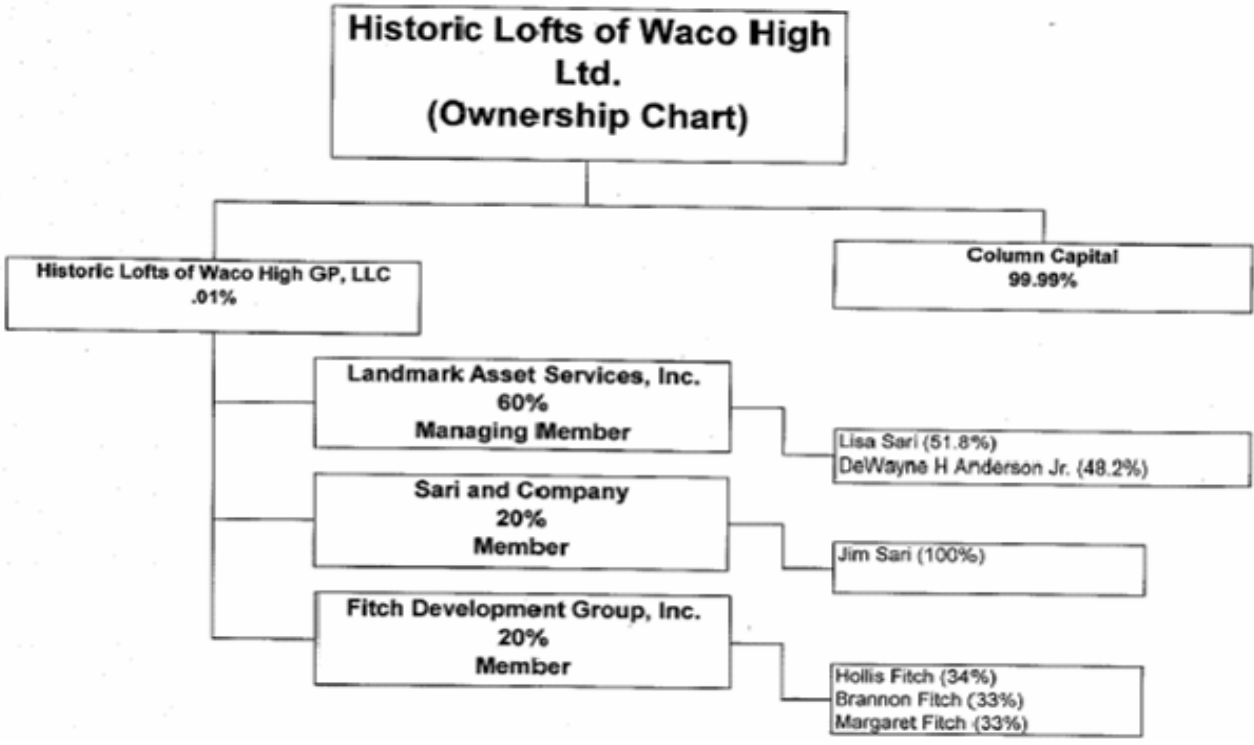 Historic Lofts of Waco High
Ltd.
(Ownership Chart)
Historic Lofts of Waco High GP, LLC
.01%
Column Capital
99.99%
Landmark Asset Services, Inc.
60%
Managing Member
Lisa Sari (51.8%)
DeWayne H Anderson Jr. (48.2%)
Sari and Company
20%
Member
Jim Sari (100%)
Fitch Development Group, Inc.
20%
Member
Hollis Fitch (34%)
Brannon Fitch (33%)
Margaret Fitch (33%)